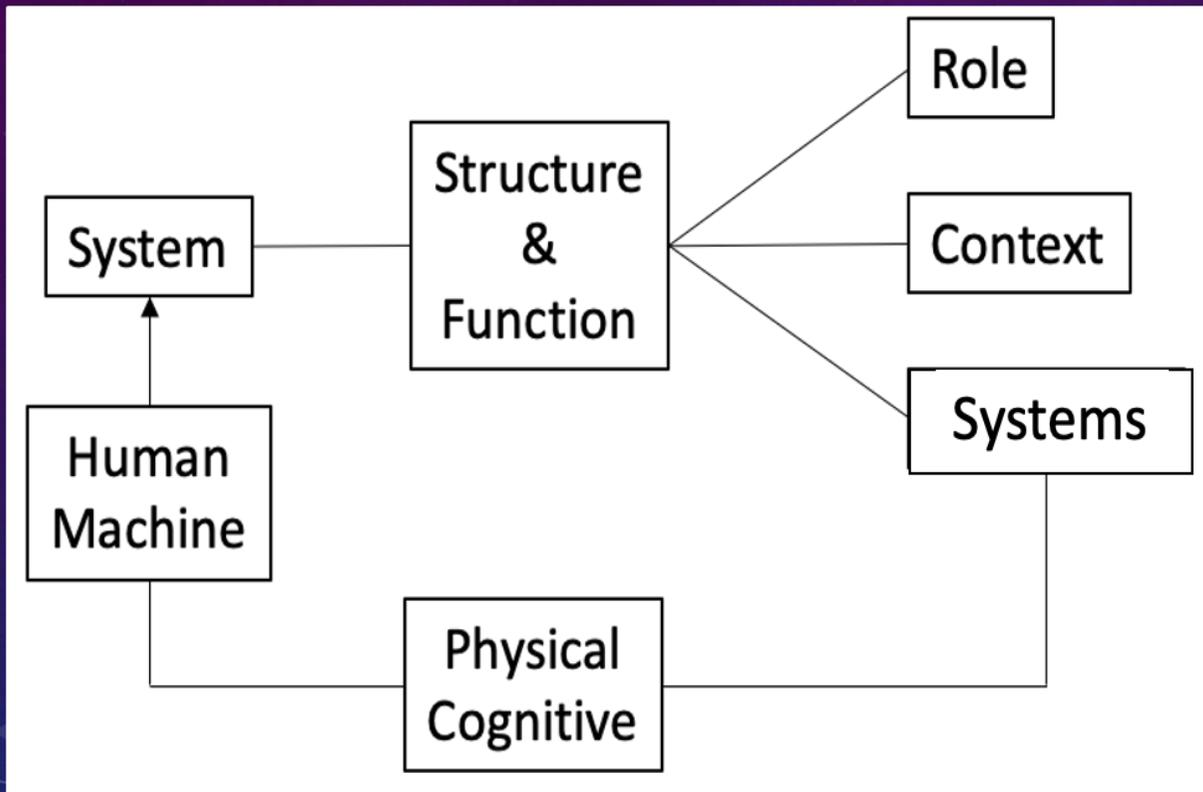 Role
Structure
&
Function
System
Context
Systems
Human
Machine
Physical
Cognitive